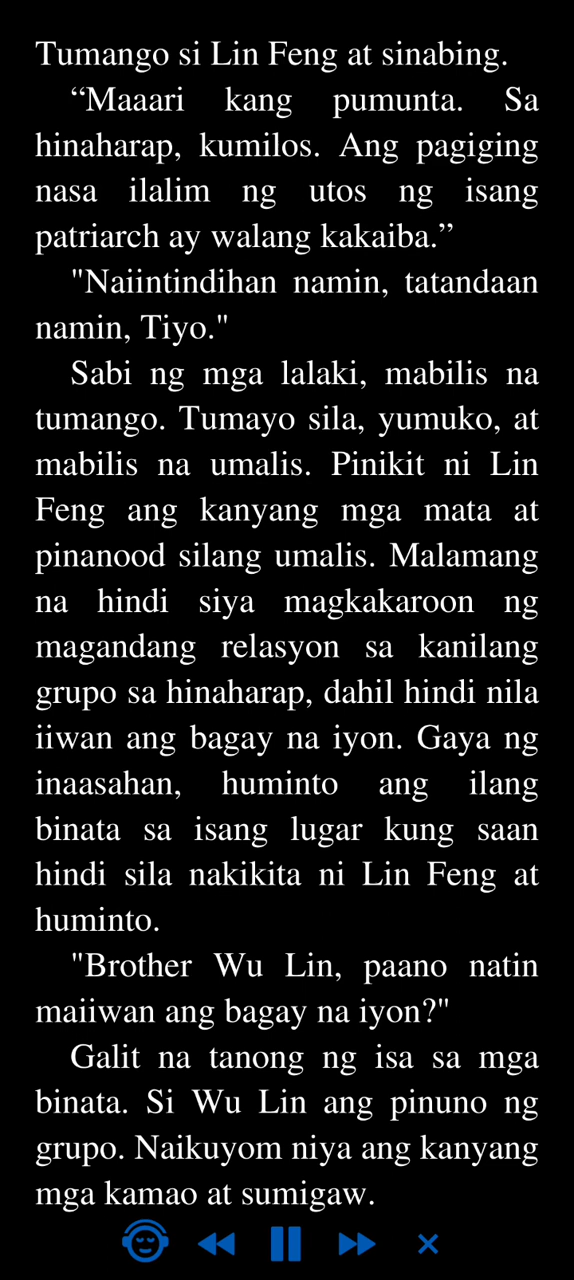 Tumango si Lin Feng at sinabing.
“Maaari kang pumunta. Sa
hinaharap, kumilos. Ang pagiging
nasa ilalim ng utos ng isang
patriarch ay walang kakaiba.”
"Naiintindihan namin, tatandaan
namin, Tiyo."
Sabi ng mga lalaki, mabilis na
tumango. Tumayo sila, yumuko, at
mabilis na umalis. Pinikit ni Lin
Feng ang kanyang mga mata at
pinanood silang umalis. Malamang
na hindi siya magkakaroon ng
magandang relasyon sa kanilang
grupo sa hinaharap, dahil hindi nila
iiwan ang bagay na iyon. Gaya ng
inaasahan, huminto ang ilang
binata sa isang lugar kung saan
hindi sila nakikita ni Lin Feng at
huminto.
"Brother Wu Lin, paano natin
maiiwan ang bagay na iyon?"
Galit na tanong ng isa sa mga
binata. Si Wu Lin ang pinuno ng
grupo. Naikuyom niya ang kanyang
mga kamao at sumigaw.